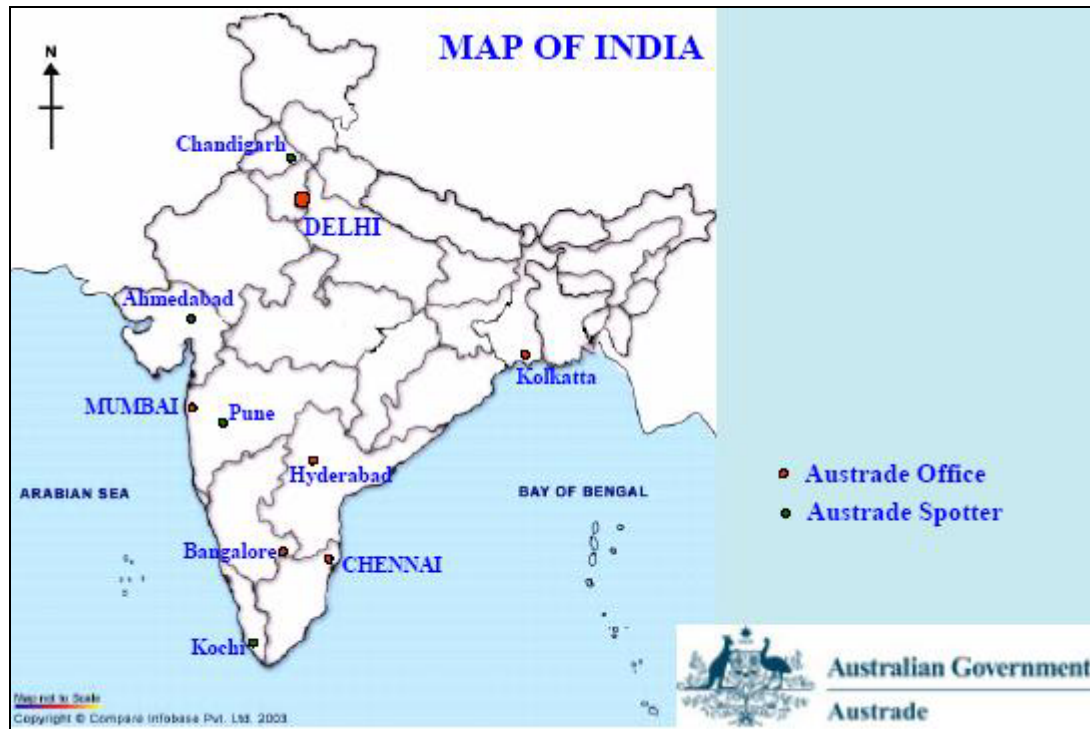 MAP OF INDIA
N
Chandigarh
DELHI
Ahmedabad
Kolkatta
MUMBAI
Pune
Hyderabad
Austrade Office
ARABIAN SEA
BAY OF BENGAL
Austrade Spotter
Bangalore
CHENNAI
Kochi
Australian Government
Austrade
Map not to Scale
Copyright © Compare Infobase Pvt. Ltd. 2003